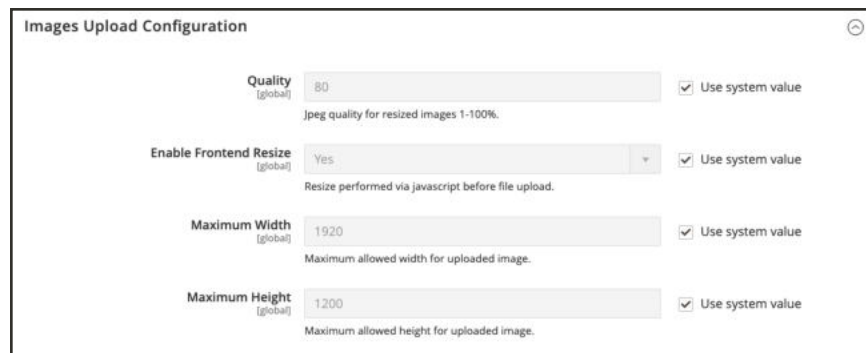 Images Upload Configuration
Quality
[global]
80
Use system value
Jpeg quality for resized images 1-100%.
Enable Frontend Resize
[global]
Yes
Use system value
Resize performed via javascript before file upload.
Maximum Width
[global]
1920
Use system value
Maximum allowed width for uploaded image.
Maximum Height
[global]
1200
Use system value
Maximum allowed height for uploaded image.